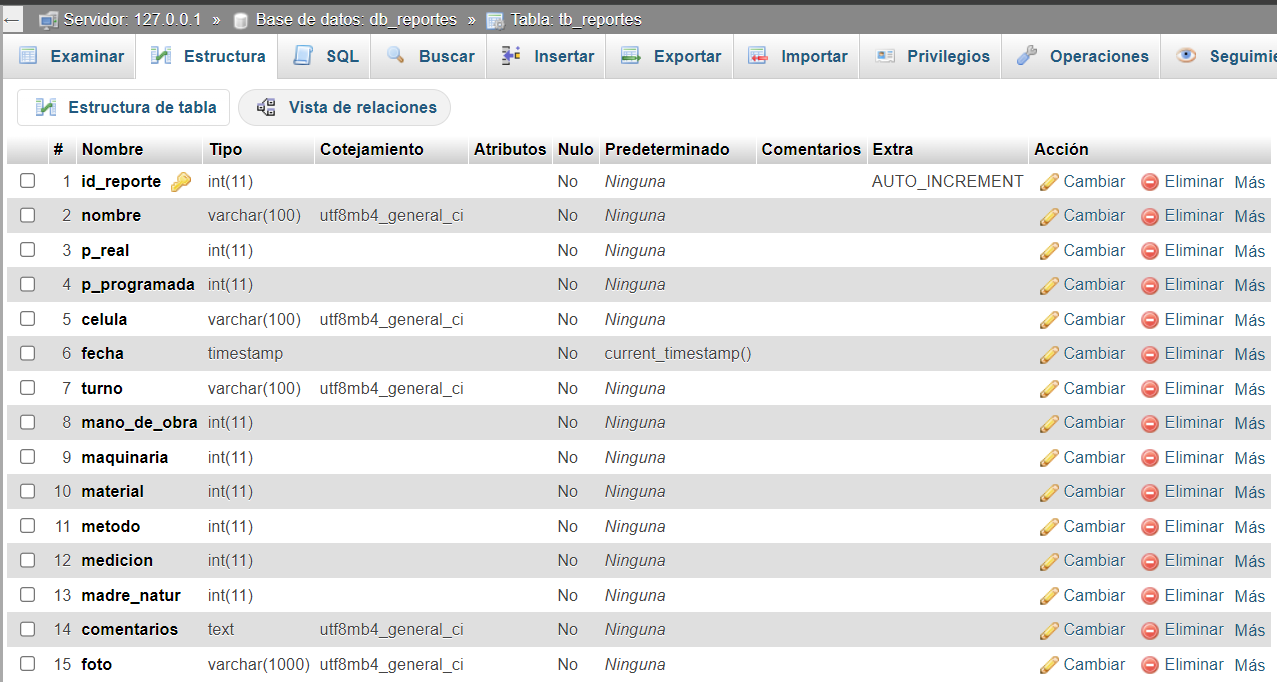 Servidor: 127.0.0.1 » Base de datos: db_reportes » Tabla: tb_reportes
Examinar Estructura SQL Buscar Insertar Exportar Importar Privilegios Operaciones Seguimie
Estructura de tabla Vista de relaciones
# Nombre Tipo Cotejamiento Atributos Nulo Predeterminado Comentarios Extra Acción
1 id_reporte int(11) No Ninguna AUTO_INCREMENT Cambiar Eliminar Más
2 nombre varchar(100) utf8mb4_general_ci No Ninguna Cambiar Eliminar Más
3 p_real int(11) No Ninguna Cambiar Eliminar Más
4 p_programada int(11) No Ninguna Cambiar Eliminar Más
5 celula varchar(100) utf8mb4_general_ci No Ninguna Cambiar Eliminar Más
6 fecha timestamp No current_timestamp() Cambiar Eliminar Más
7 turno varchar(100) utf8mb4_general_ci No Ninguna Cambiar Eliminar Más
8 mano_de_obra int(11) No Ninguna Cambiar Eliminar Más
9 maquinaria int(11) No Ninguna Cambiar Eliminar Más
10 material int(11) No Ninguna Cambiar Eliminar Más
11 metodo int(11) No Ninguna Cambiar Eliminar Más
12 medicion int(11) No Ninguna Cambiar Eliminar Más
13 madre_natur int(11) No Ninguna Cambiar Eliminar Más
14 comentarios text utf8mb4_general_ci No Ninguna Cambiar Eliminar Más
15 foto varchar(1000) utf8mb4_general_ci No Ninguna Cambiar Eliminar Más